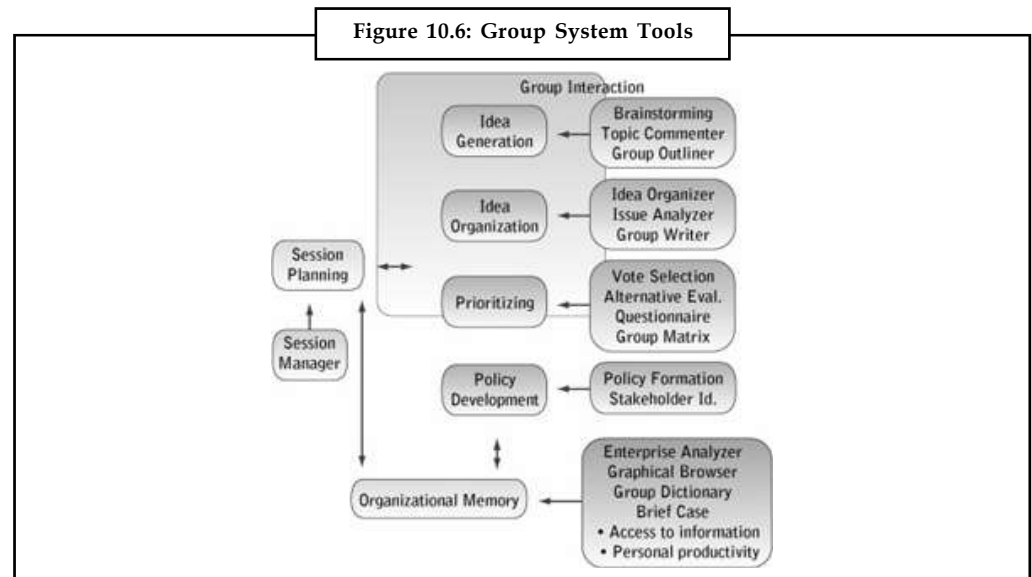 Figure 10.6: Group System Tools
Group Interaction
Idea
Generation
Brainstorming
Topic Commenter
Group Outliner
Idea
Organization
Idea Organizer
Issue Analyzer
Group Writer
Session
Planning
Prioritizing
Vote Selection
Alternative Eval.
Questionnaire
Group Matrix
Session
Manager
Policy
Development
Policy Formation
Stakeholder Id.
Organizational Memory
Enterprise Analyzer
Graphical Browser
Group Dictionary
Brief Case
• Access to information
• Personal productivity